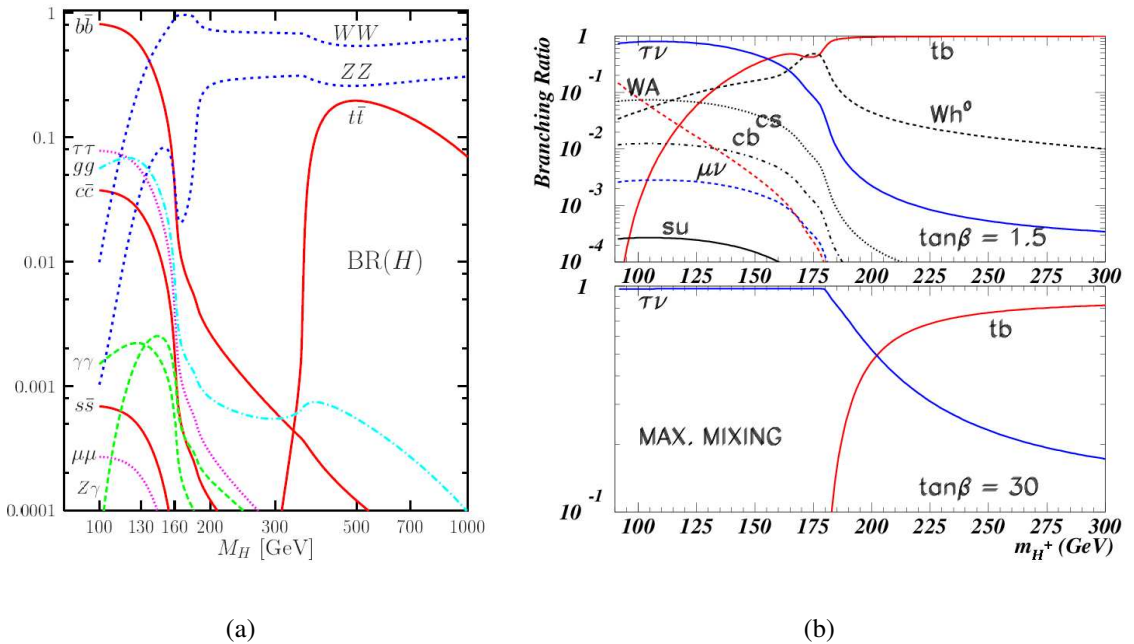 1
bb̄
WW
ZZ
tt̄
0.1
ττ
gg
cc̄
BR(H)
0.01
γγ
0.001
ss̄
μμ
Zγ
0.0001
100 130 160 200 300 500 700 1000
M_H [GeV]
(a)
Branching Ratio
1
τν
tb
10 -1
WA
Wh⁰
cs
10 -2
cb
μν
10 -3
su
tanβ = 1.5
10 -4
100 125 150 175 200 225 250 275 300
1
τν
tb
MAX. MIXING
tanβ = 30
10 -1
100 125 150 175 200 225 250 275 300
m_H⁺ (GeV)
(b)